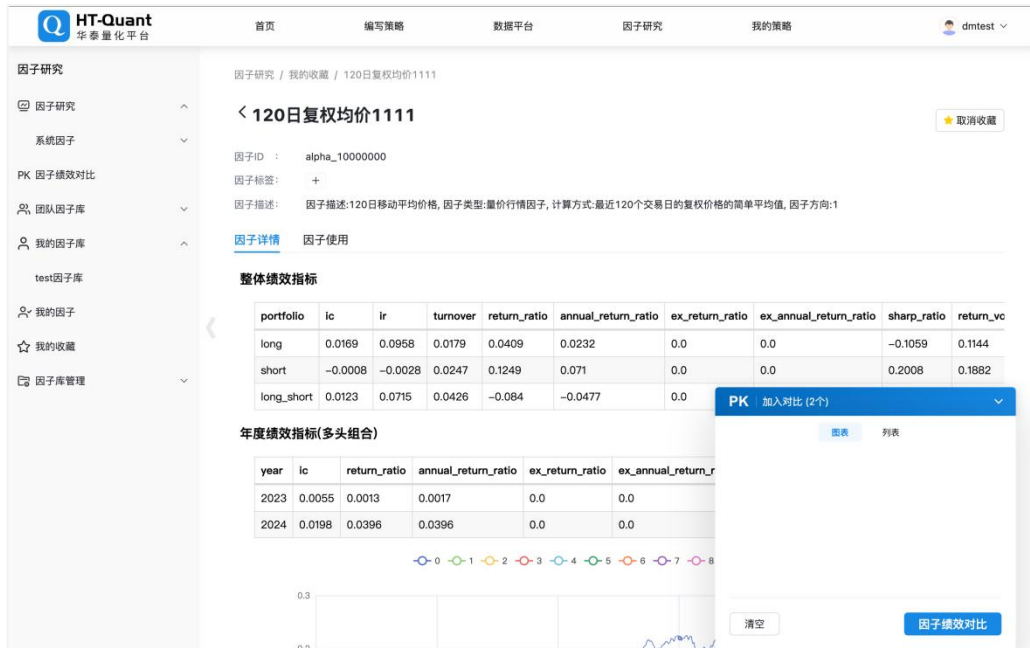 HT-Quant
华泰量化平台
首页 编写策略 数据平台 因子研究 我的策略 dmtest
因子研究
因子研究
系统因子
PK 因子绩效对比
团队因子库
我的因子库
test因子库
我的因子
我的收藏
因子库管理
因子研究 / 我的收藏 / 120日复权均价1111
120日复权均价1111
取消收藏
因子ID : alpha_10000000
因子标签: +
因子描述: 因子描述:120日移动平均价格, 因子类型:量价行情因子, 计算方式:最近120个交易日的复权价格的简单平均值, 因子方向:1
因子详情 因子使用
整体绩效指标
portfolio ic ir turnover return_ratio annual_return_ratio ex_return_ratio ex_annual_return_ratio sharp_ratio return_vo
long 0.0169 0.0958 0.0179 0.0409 0.0232 0.0 0.0 -0.1059 0.1144
short -0.0008 -0.0028 0.0247 0.1249 0.071 0.0 0.0 0.2008 0.1882
long_short 0.0123 0.0715 0.0426 -0.084 -0.0477 0.0
PK 加入对比 (2个)
图表 列表
年度绩效指标(多头组合)
year ic return_ratio annual_return_ratio ex_return_ratio ex_annual_return_r
2023 0.0055 0.0013 0.0017 0.0 0.0
2024 0.0198 0.0396 0.0396 0.0 0.0
0 1 2 3 4 5 6 7 8
0.3
清空 因子绩效对比